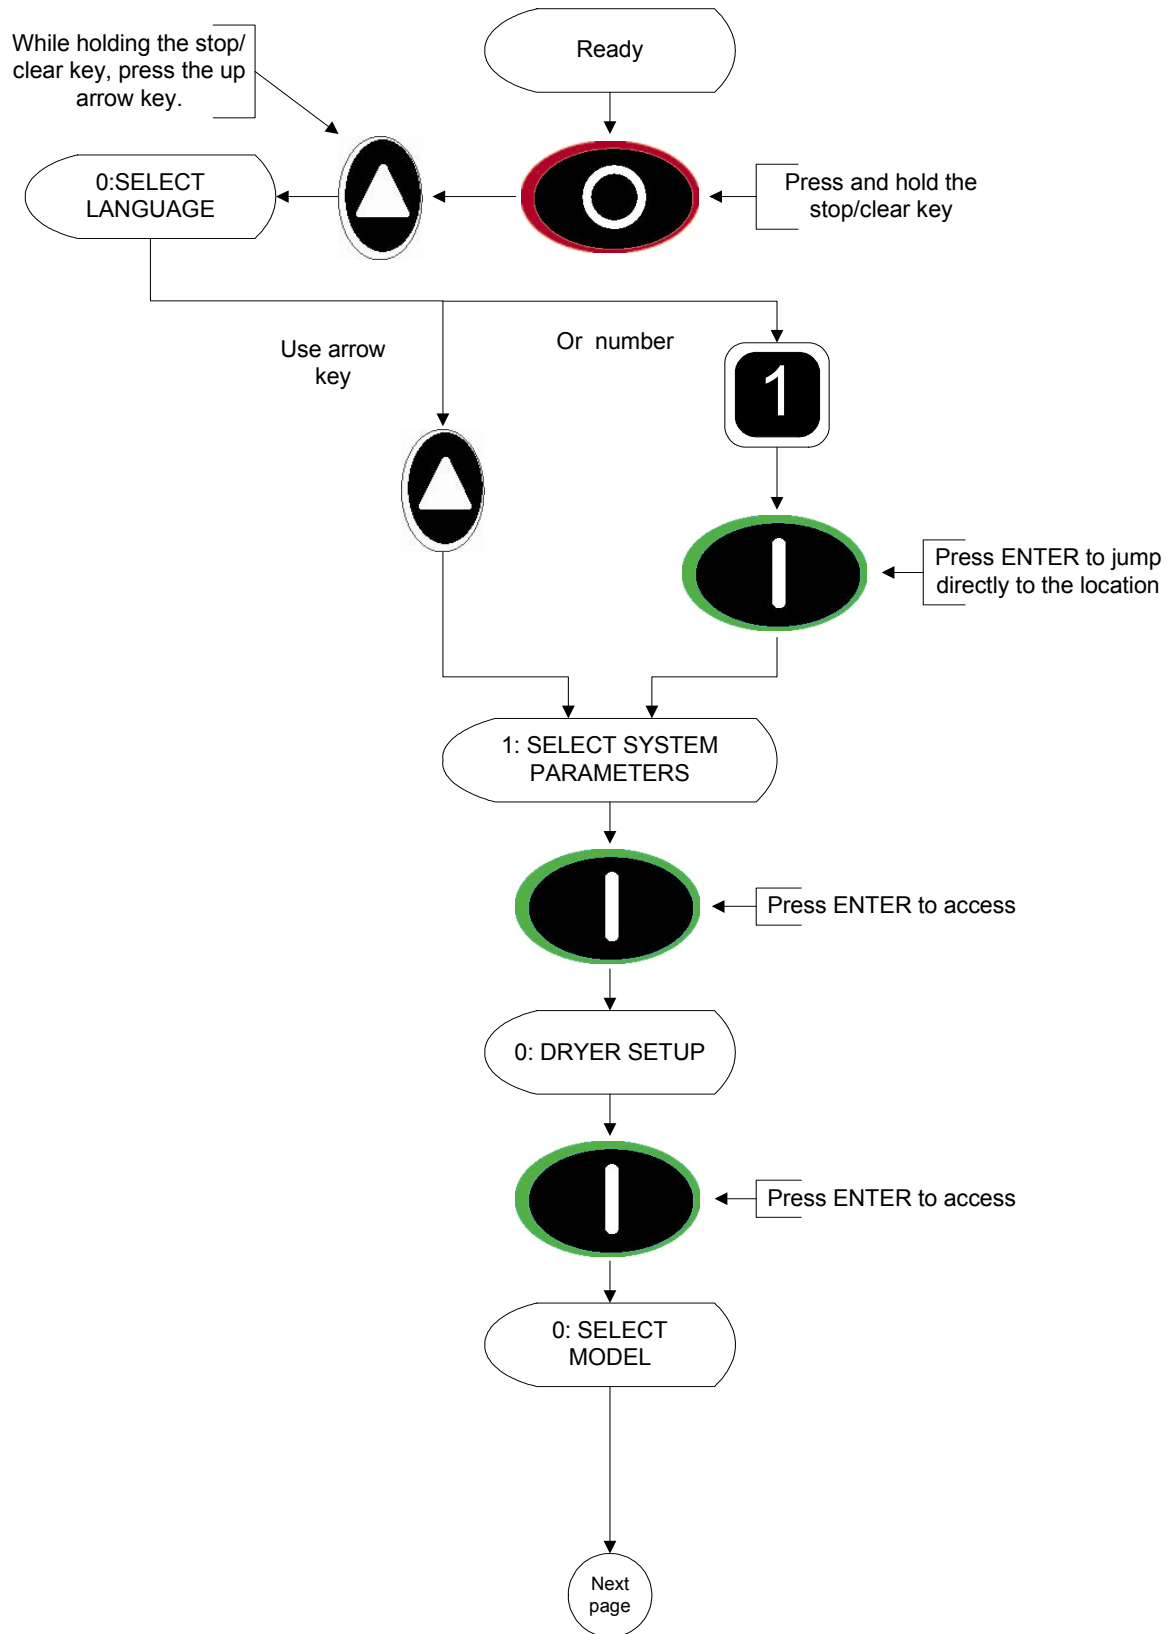 While holding the stop/
clear key, press the up
arrow key.
Ready
0:SELECT
LANGUAGE
Press and hold the
stop/clear key
Use arrow
key
Or number
1
Press ENTER to jump
directly to the location
1: SELECT SYSTEM
PARAMETERS
Press ENTER to access
0: DRYER SETUP
Press ENTER to access
0: SELECT
MODEL
Next
page